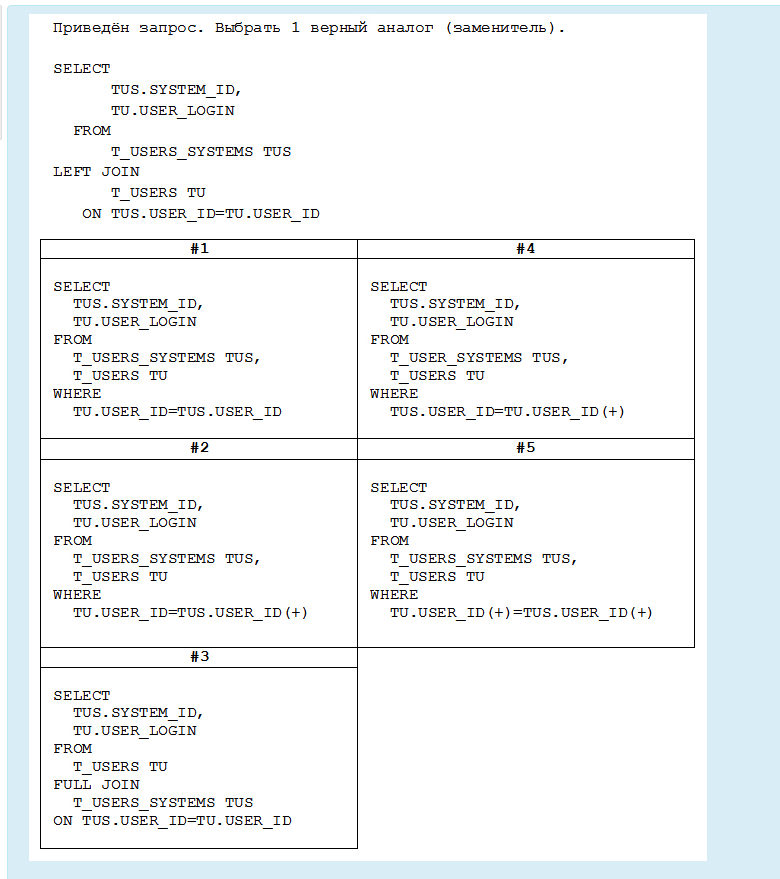 Приведён запрос. Выбрать 1 верный аналог (заменитель).
SELECT
TUS.SYSTEM_ID,
TU.USER_LOGIN
FROM
T_USERS_SYSTEMS TUS
LEFT JOIN
T_USERS TU
ON TUS.USER_ID=TU.USER_ID
#1
SELECT
TUS.SYSTEM_ID,
TU.USER_LOGIN
FROM
T_USERS_SYSTEMS TUS,
T_USERS TU
WHERE
TU.USER_ID=TUS.USER_ID
#4
SELECT
TUS.SYSTEM_ID,
TU.USER_LOGIN
FROM
T_USER_SYSTEMS TUS,
T_USERS TU
WHERE
TUS.USER_ID=TU.USER_ID(+)
#2
SELECT
TUS.SYSTEM_ID,
TU.USER_LOGIN
FROM
T_USERS_SYSTEMS TUS,
T_USERS TU
WHERE
TU.USER_ID=TUS.USER_ID(+)
#5
SELECT
TUS.SYSTEM_ID,
TU.USER_LOGIN
FROM
T_USERS_SYSTEMS TUS,
T_USERS TU
WHERE
TU.USER_ID(+)=TUS.USER_ID(+)
#3
SELECT
TUS.SYSTEM_ID,
TU.USER_LOGIN
FROM
T_USERS TU
FULL JOIN
T_USERS_SYSTEMS TUS
ON TUS.USER_ID=TU.USER_ID